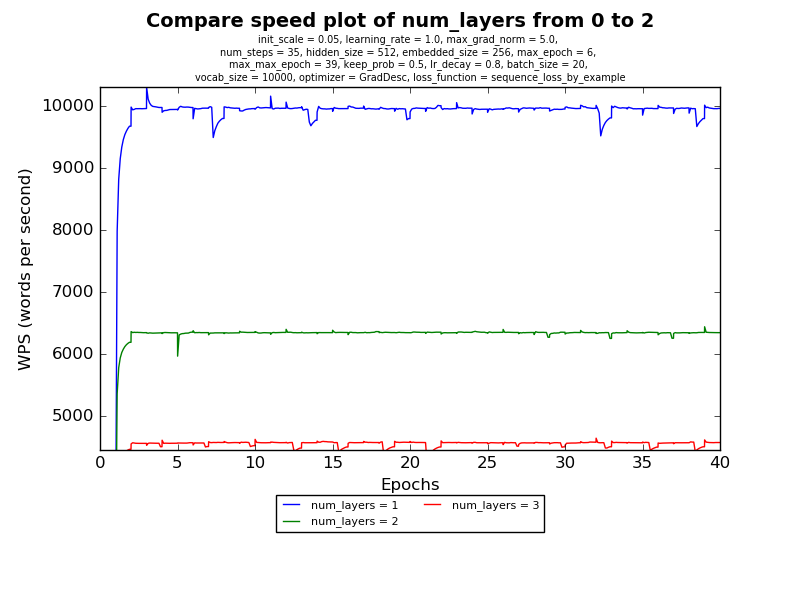 Compare speed plot of num_layers from 0 to 2
init_scale = 0.05, learning_rate = 1.0, max_grad_norm = 5.0,
num_steps = 35, hidden_size = 512, embedded_size = 256, max_epoch = 6,
max_max_epoch = 39, keep_prob = 0.5, lr_decay = 0.8, batch_size = 20,
vocab_size = 10000, optimizer = GradDesc, loss_function = sequence_loss_by_example
WPS (words per second)
10000
9000
8000
7000
6000
5000
0 5 10 15 20 25 30 35 40
Epochs
num_layers = 1 num_layers = 3
num_layers = 2